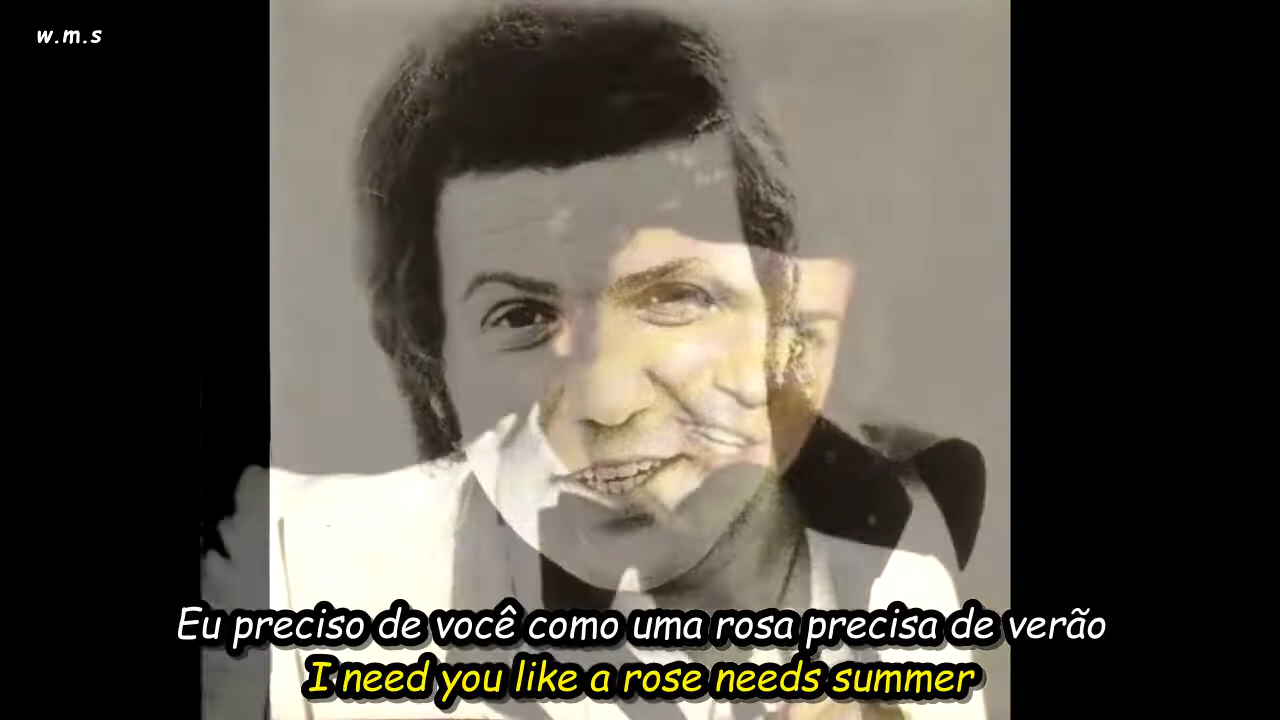 w.m.s
Eu preciso de você como uma rosa precisa de verão
I need you like a rose needs summer